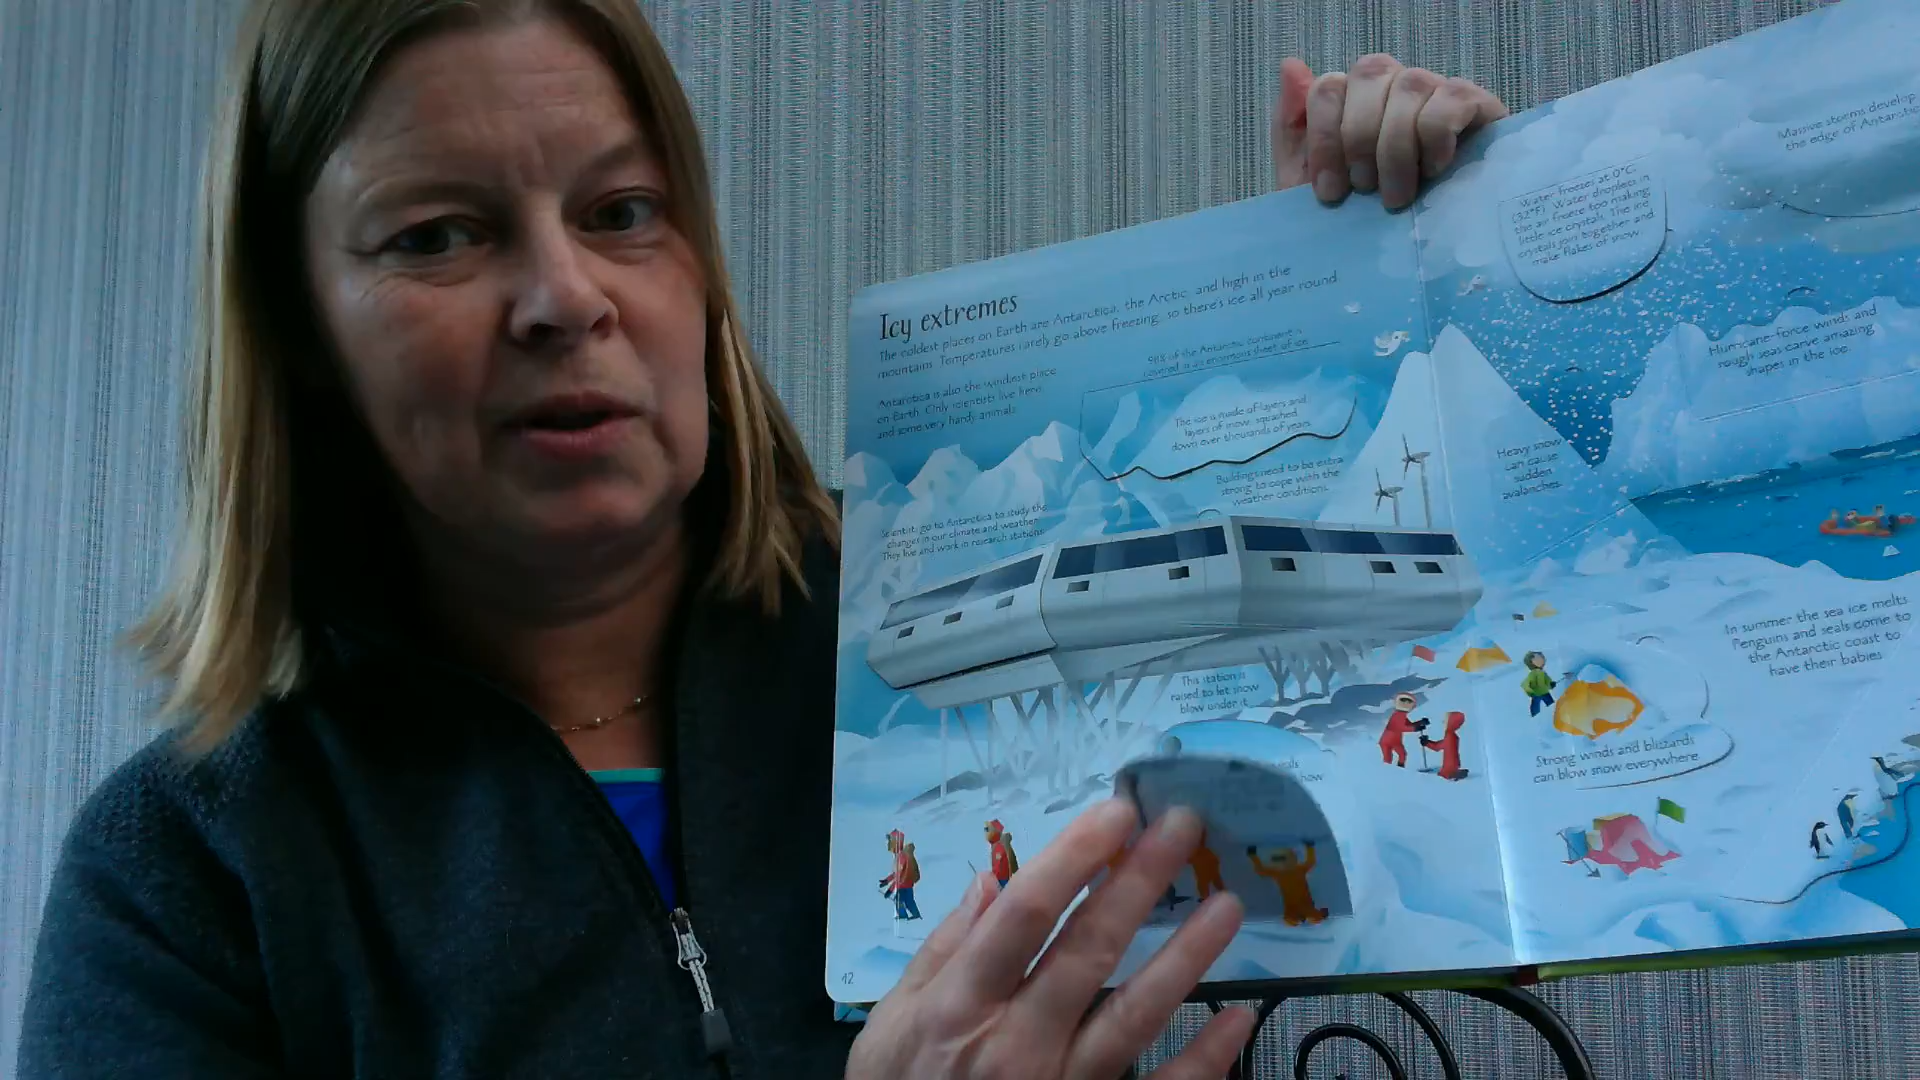 Icy extremes
The coldest places on Earth are Antarctica, the Arctic, and high in the
mountains. Temperatures rarely go above freezing, so there's ice all year round
Antarctica is also the windiest place
on Earth. Only scientists live here
and some very hardy animals.
of the Antarctic continent is
covered in an enormous sheet of ice
The ice is made of layers and
layers of snow, squashed
down over thousands of years
Buildings need to be extra
strong to cope with the
weather conditions.
Scientists go to Antarctica to study the
changes in our climate and weather.
They live and work in research stations.
This station is
raised to let snow
blow under it
how
42
Massive storms develop
the edge of Antarctic
Water freezes at 0°C.
(32°F). Water droplets in
the air freeze too making
little ice crystals. The ice
crystals join together and
make flakes of snow.
Hurricane-force winds and
rough seas carve amazing
shapes in the ice.
Heavy snow
can cause
sudden
avalanches.
In summer the sea ice melts
Penguins and seals come to
the Antarctic coast to
have their babies
Strong winds and blizzards
can blow snow everywhere